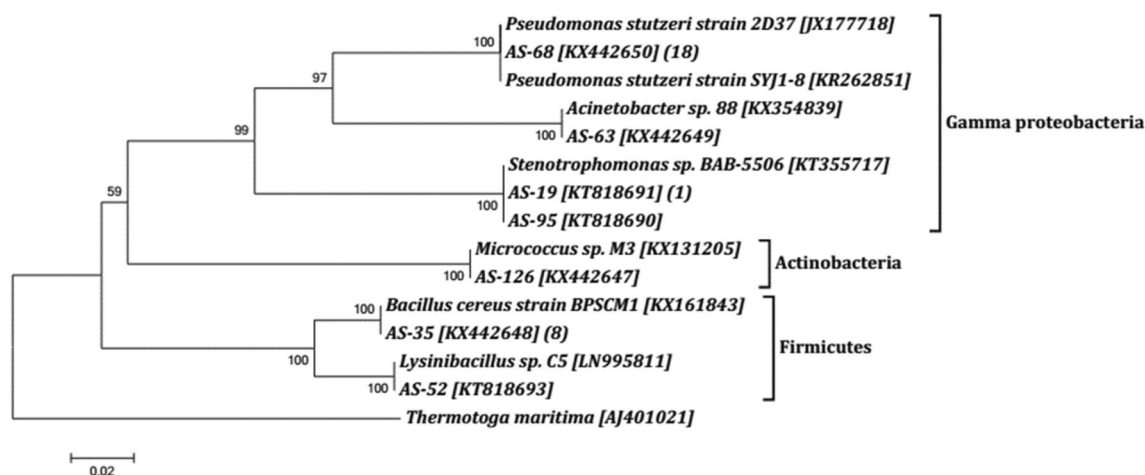 Pseudomonas stutzeri strain 2D37 [JX177718]
100
AS-68 [KX442650] (18)
97
Pseudomonas stutzeri strain SYJ1-8 [KR262851]
Acinetobacter sp. 88 [KX354839]
Gamma proteobacteria
99
100
AS-63 [KX442649]
Stenotrophomonas sp. BAB-5506 [KT355717]
59
AS-19 [KT818691] (1)
100
AS-95 [KT818690]
Micrococcus sp. M3 [KX131205]
Actinobacteria
100
AS-126 [KX442647]
Bacillus cereus strain BPSCM1 [KX161843]
100
AS-35 [KX442648] (8)
Firmicutes
100
Lysinibacillus sp. C5 [LN995811]
100
AS-52 [KT818693]
Thermotoga maritima [AJ401021]
0.02